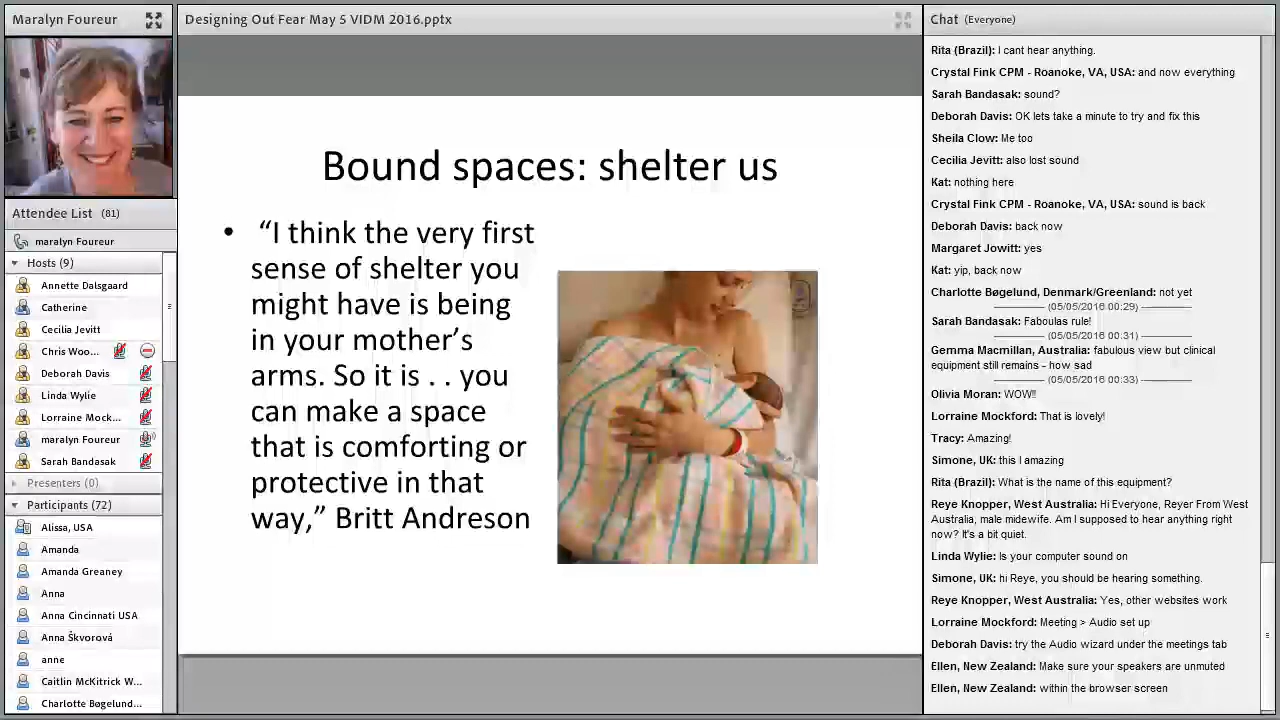 Maralyn Foureur
Attendee List (81)
maralyn Foureur
Hosts (9)
Annette Dalsgaard
Catherine
Cecilia Jevitt
Chris Woo...
Deborah Davis
Linda Wylie
Lorraine Mock...
maralyn Foureur
Sarah Bandasak
Presenters (0)
Participants (72)
Alissa, USA
Amanda
Amanda Greaney
Anna
Anna Cincinnati USA
Anna Škvorová
anne
Caitlin McKitrick W...
Charlotte Bøgelund...
Designing Out Fear May 5 VIDM 2016.pptx
Bound spaces: shelter us
• “I think the very first
sense of shelter you
might have is being
in your mother’s
arms. So it is . . you
can make a space
that is comforting or
protective in that
way,” Britt Andreson
Chat (Everyone)
Rita (Brazil): I cant hear anything.
Crystal Fink CPM - Roanoke, VA, USA: and now everything
Sarah Bandasak: sound?
Deborah Davis: OK lets take a minute to try and fix this
Sheila Clow: Me too
Cecilia Jevitt: also lost sound
Kat: nothing here
Crystal Fink CPM - Roanoke, VA, USA: sound is back
Deborah Davis: back now
Margaret Jowitt: yes
Kat: yip, back now
Charlotte Bøgelund, Denmark/Greenland: not yet
(05/05/2016 00:29)
Sarah Bandasak: Faboulas rule!
(05/05/2016 00:31)
Gemma Macmillan, Australia: fabulous view but clinical
equipment still remains - how sad
(05/05/2016 00:33)
Olivia Moran: WOW!!
Lorraine Mockford: That is lovely!
Tracy: Amazing!
Simone, UK: this I amazing
Rita (Brazil): What is the name of this equipment?
Reye Knopper, West Australia: Hi Everyone, Reyer From West
Australia, male midewife. Am I supposed to hear anything right
now? It's a bit quiet.
Linda Wylie: Is your computer sound on
Simone, UK: hi Reye, you should be hearing something.
Reye Knopper, West Australia: Yes, other websites work
Lorraine Mockford: Meeting > Audio set up
Deborah Davis: try the Audio wizard under the meetings tab
Ellen, New Zealand: Make sure your speakers are unmuted
Ellen, New Zealand: within the browser screen